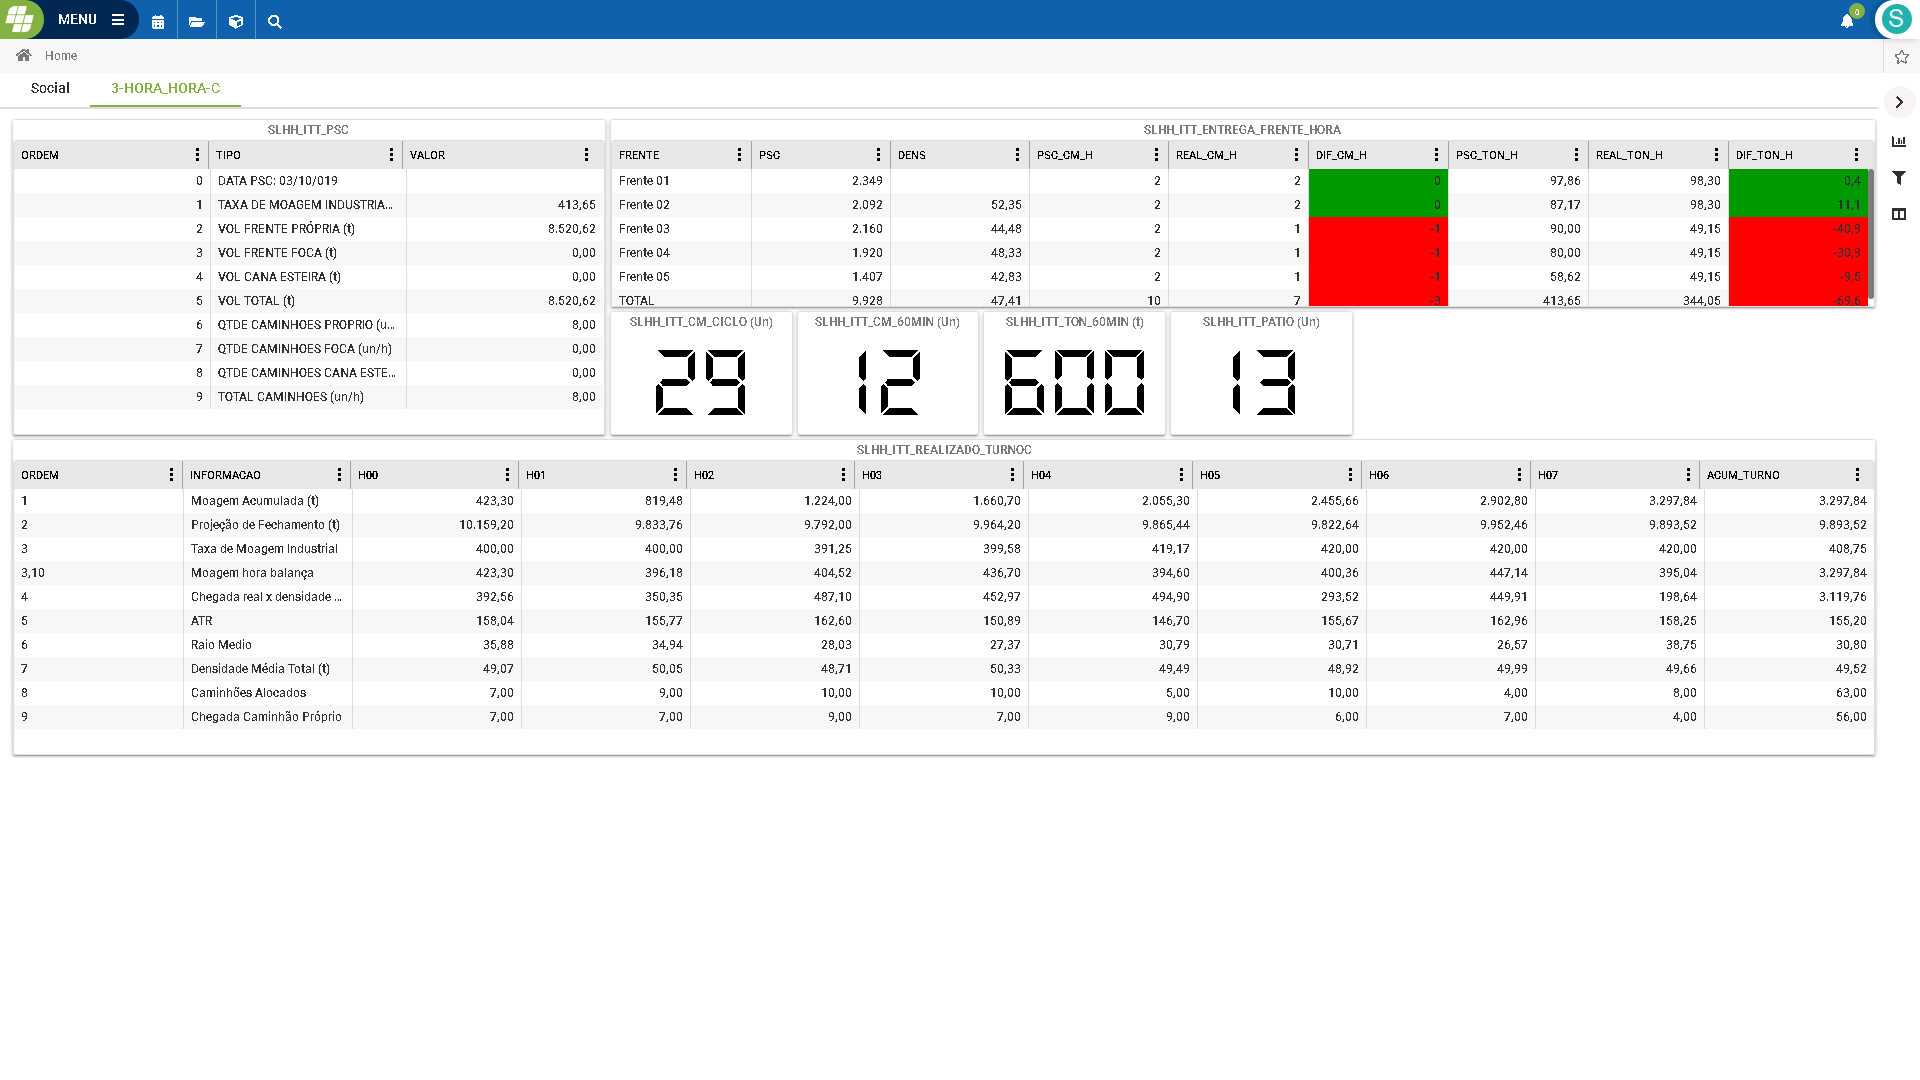 MENU
0
S
Home
Social
3-HORA_HORA-C
SLHH_ITT_PSC
ORDEM TIPO VALOR
0 DATA PSC: 03/10/019
1 TAXA DE MOAGEM INDUSTRIA... 413,65
2 VOL FRENTE PRÓPRIA (t) 8.520,62
3 VOL FRENTE FOCA (t) 0,00
4 VOL CANA ESTEIRA (t) 0,00
5 VOL TOTAL (t) 8.520,62
6 QTDE CAMINHOES PROPRIO (u... 8,00
7 QTDE CAMINHOES FOCA (un/h) 0,00
8 QTDE CAMINHOES CANA ESTE... 0,00
9 TOTAL CAMINHOES (un/h) 8,00
SLHH_ITT_ENTREGA_FRENTE_HORA
FRENTE PSC DENS PSC_CM_H REAL_CM_H DIF_CM_H PSC_TON_H REAL_TON_H DIF_TON_H
Frente 01 2.349 2 2 0 97,86 98,30 0,4
Frente 02 2.092 52,35 2 2 0 87,17 98,30 11,1
Frente 03 2.160 44,48 2 1 -1 90,00 49,15 -40,9
Frente 04 1.920 48,33 2 1 -1 80,00 49,15 -30,9
Frente 05 1.407 42,83 2 1 -1 58,62 49,15 -9,5
TOTAL 9.928 47,41 10 7 -3 413,65 344,05 -69,6
SLHH_ITT_CM_CICLO (Un)
29
SLHH_ITT_CM_60MIN (Un)
12
SLHH_ITT_TON_60MIN (t)
600
SLHH_ITT_PATIO (Un)
13
SLHH_ITT_REALIZADO_TURNOC
ORDEM INFORMACAO H00 H01 H02 H03 H04 H05 H06 H07 ACUM_TURNO
1 Moagem Acumulada (t) 423,30 819,48 1.224,00 1.660,70 2.055,30 2.455,66 2.902,80 3.297,84 3.297,84
2 Projeção de Fechamento (t) 10.159,20 9.833,76 9.792,00 9.964,20 9.865,44 9.822,64 9.952,46 9.893,52 9.893,52
3 Taxa de Moagem Industrial 400,00 400,00 391,25 399,58 419,17 420,00 420,00 420,00 408,75
3,10 Moagem hora balança 423,30 396,18 404,52 436,70 394,60 400,36 447,14 395,04 3.297,84
4 Chegada real x densidade ... 392,56 350,35 487,10 452,97 494,90 293,52 449,91 198,64 3.119,76
5 ATR 158,04 155,77 162,60 150,89 146,70 155,67 162,96 158,25 155,20
6 Raio Medio 35,88 34,94 28,03 27,37 30,79 30,71 26,57 38,75 30,80
7 Densidade Média Total (t) 49,07 50,05 48,71 50,33 49,49 48,92 49,99 49,66 49,52
8 Caminhões Alocados 7,00 9,00 10,00 10,00 5,00 10,00 4,00 8,00 63,00
9 Chegada Caminhão Próprio 7,00 7,00 9,00 7,00 9,00 6,00 7,00 4,00 56,00